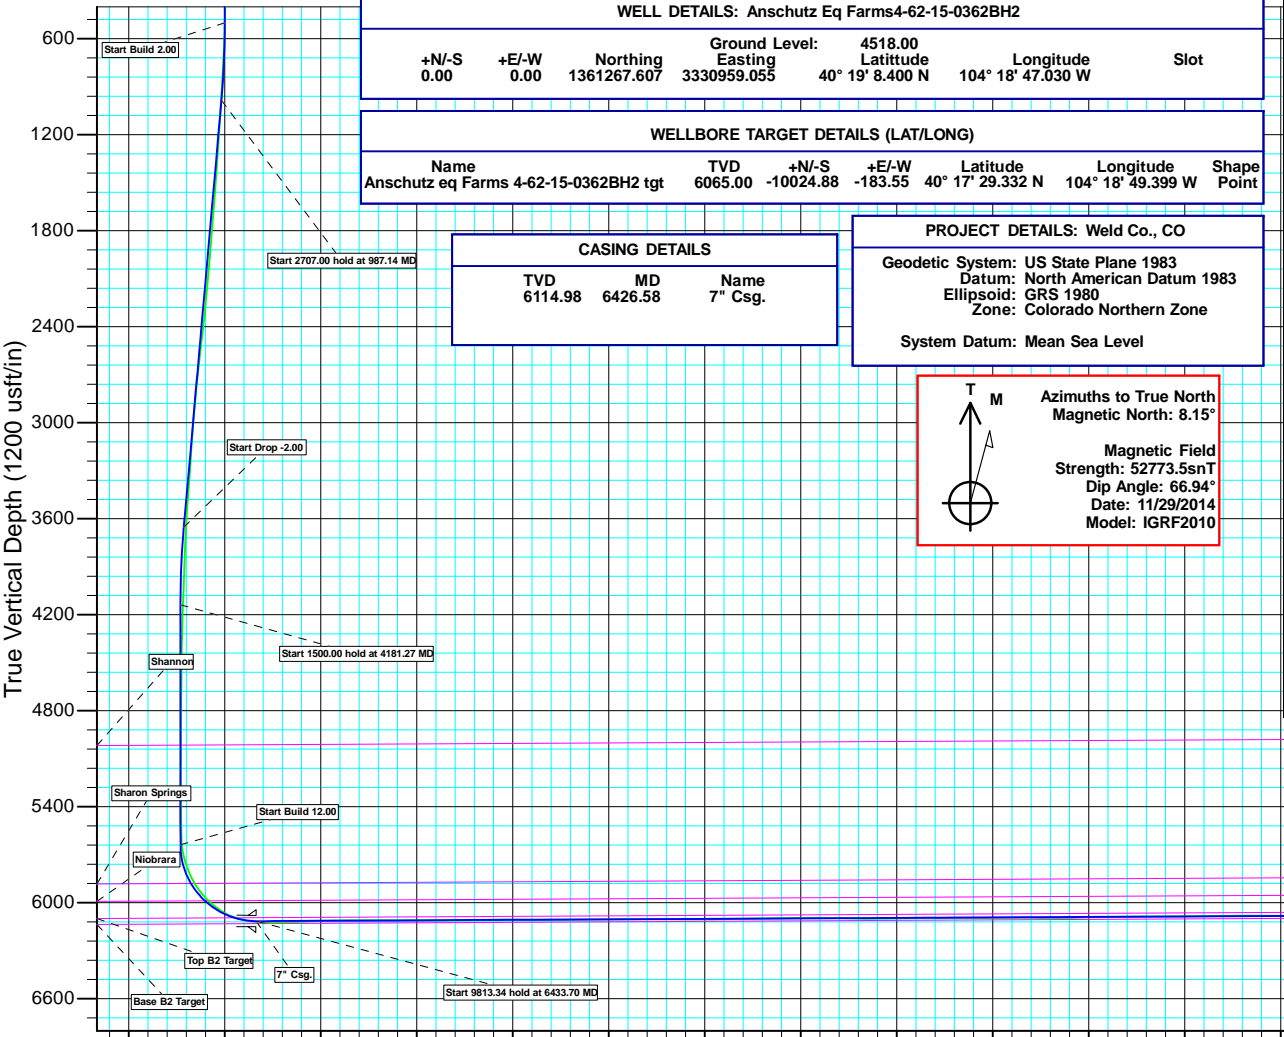 WELL DETAILS: Anschutz Eq Farms4-62-15-0362BH2
Ground Level: 4518.00
+N/-S +E/-W Northing Easting Latittude Longitude Slot
0.00 0.00 1361267.607 3330959.055 40° 19' 8.400 N 104° 18' 47.030 W
WELLBORE TARGET DETAILS (LAT/LONG)
Name TVD +N/-S +E/-W Latitude Longitude Shape
Anschutz eq Farms 4-62-15-0362BH2 tgt 6065.00 -10024.88 -183.55 40° 17' 29.332 N 104° 18' 49.399 W Point
CASING DETAILS
TVD MD Name
6114.98 6426.58 7" Csg.
PROJECT DETAILS: Weld Co., CO
Geodetic System: US State Plane 1983
Datum: North American Datum 1983
Ellipsoid: GRS 1980
Zone: Colorado Northern Zone
System Datum: Mean Sea Level
T
M
Azimuths to True North
Magnetic North: 8.15°
Magnetic Field
Strength: 52773.5snT
Dip Angle: 66.94°
Date: 11/29/2014
Model: IGRF2010
True Vertical Depth (1200 usft/in)
600
1200
1800
2400
3000
3600
4200
4800
5400
6000
6600
Start Build 2.00
Start 2707.00 hold at 987.14 MD
Start Drop -2.00
Start 1500.00 hold at 4181.27 MD
Shannon
Sharon Springs
Start Build 12.00
Niobrara
Top B2 Target
7" Csg.
Start 9813.34 hold at 6433.70 MD
Base B2 Target